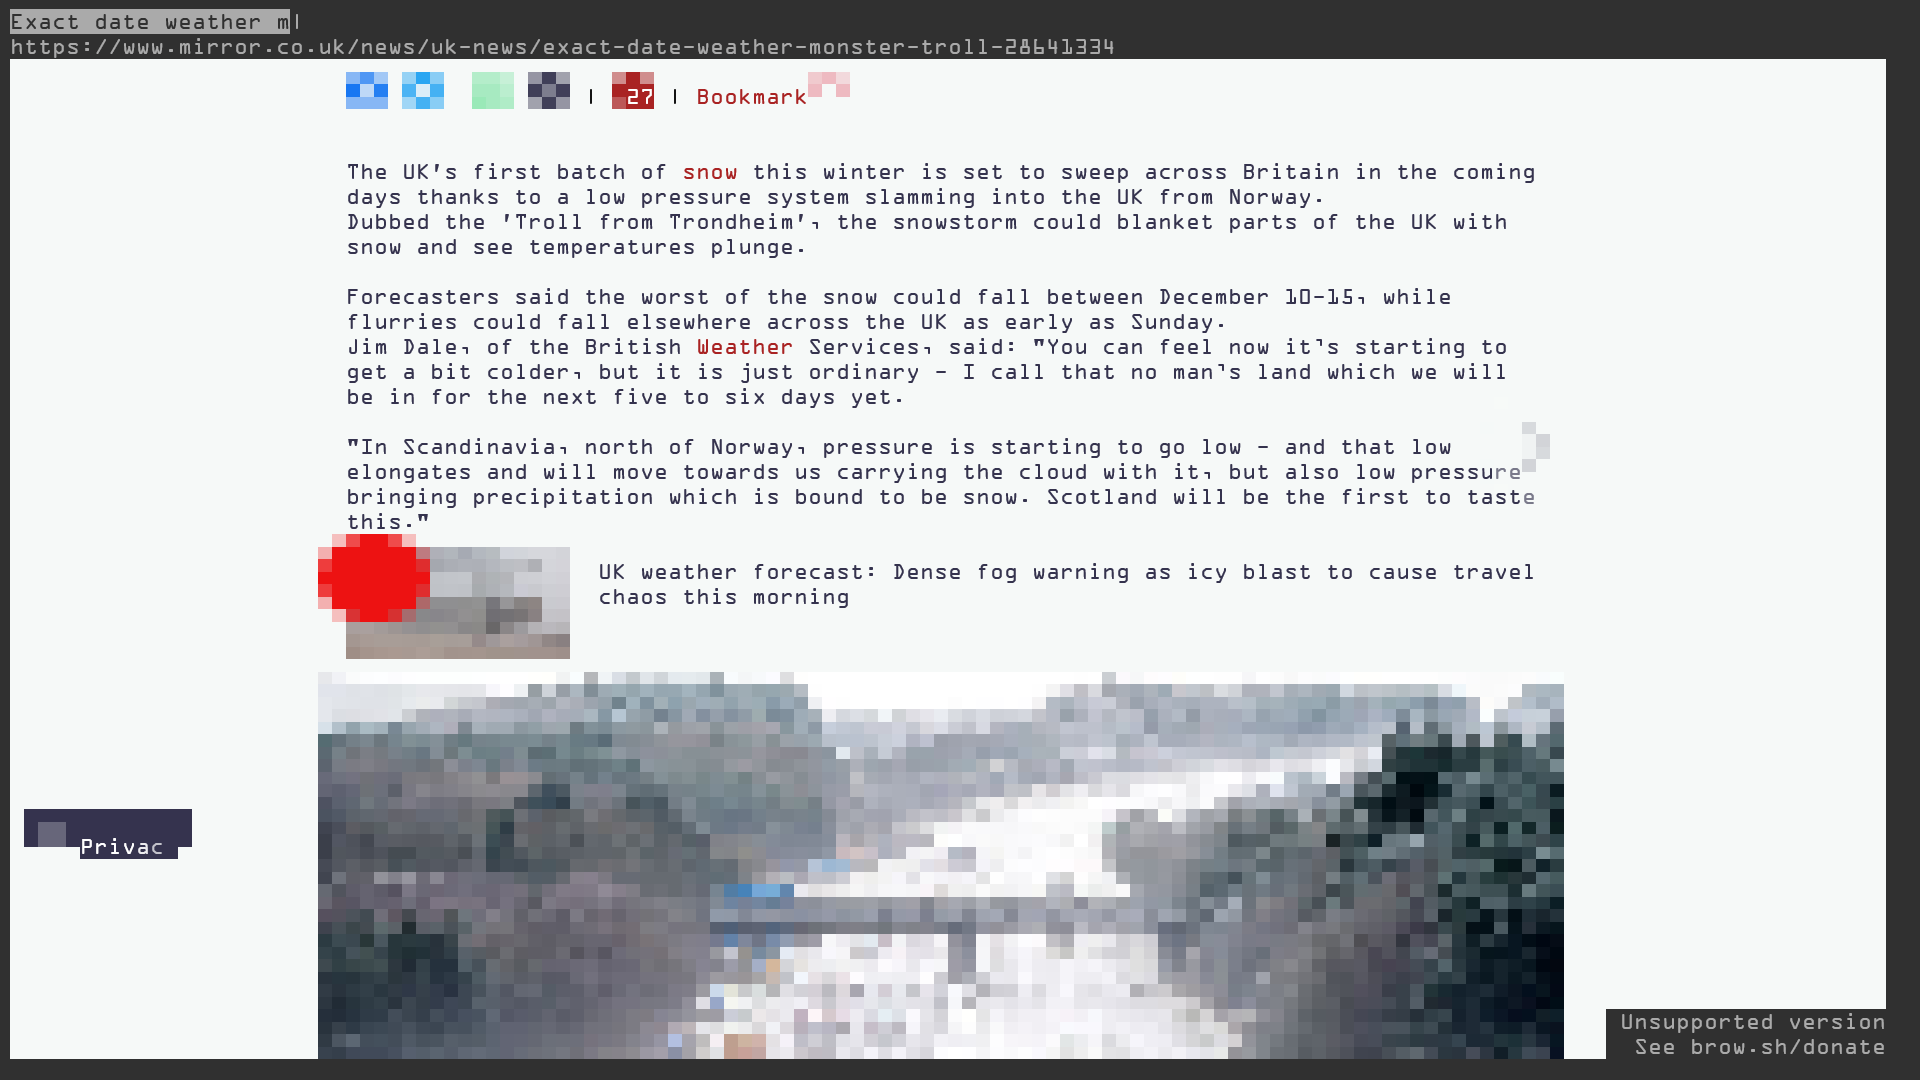 Exact date weather m
https://www.mirror.co.uk/news/uk-news/exact-date-weather-monster-troll-28641334
| 27 | Bookmark
The UK's first batch of snow this winter is set to sweep across Britain in the coming
days thanks to a low pressure system slamming into the UK from Norway.
Dubbed the 'Troll from Trondheim', the snowstorm could blanket parts of the UK with
snow and see temperatures plunge.
Forecasters said the worst of the snow could fall between December 10-15, while
flurries could fall elsewhere across the UK as early as Sunday.
Jim Dale, of the British Weather Services, said: "You can feel now it's starting to
get a bit colder, but it is just ordinary - I call that no man's land which we will
be in for the next five to six days yet.
"In Scandinavia, north of Norway, pressure is starting to go low - and that low
elongates and will move towards us carrying the cloud with it, but also low pressure
bringing precipitation which is bound to be snow. Scotland will be the first to taste
this."
UK weather forecast: Dense fog warning as icy blast to cause travel
chaos this morning
Privac
Unsupported version
See brow.sh/donate